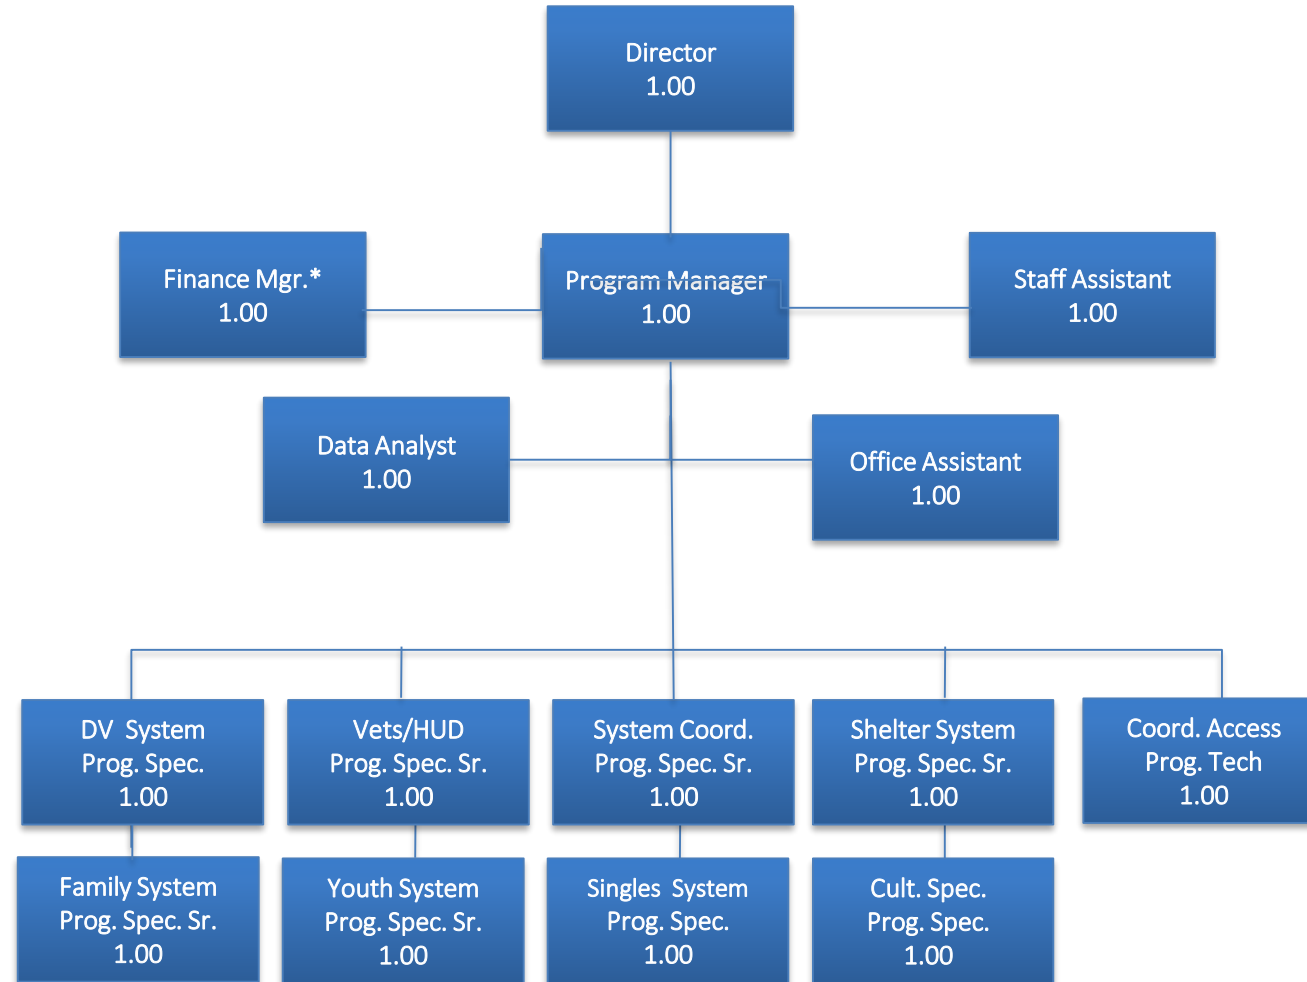 Director
1.00
Finance Mgr.*
1.00
Program Manager
1.00
Staff Assistant
1.00
Data Analyst
1.00
Office Assistant
1.00
DV System
Prog. Spec.
1.00
Vets/HUD
Prog. Spec. Sr.
1.00
System Coord.
Prog. Spec. Sr.
1.00
Shelter System
Prog. Spec. Sr.
1.00
Coord. Access
Prog. Tech
1.00
Family System
Prog. Spec. Sr.
1.00
Youth System
Prog. Spec. Sr.
1.00
Singles System
Prog. Spec.
1.00
Cult. Spec.
Prog. Spec.
1.00